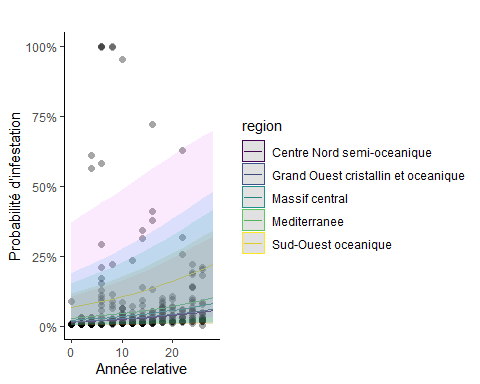 100%
75%
50%
25%
0%
Probabilité d'infestation
0
10
20
Année relative
region
Centre Nord semi-oceanique
Grand Ouest cristallin et oceanique
Massif central
Mediterranee
Sud-Ouest oceanique